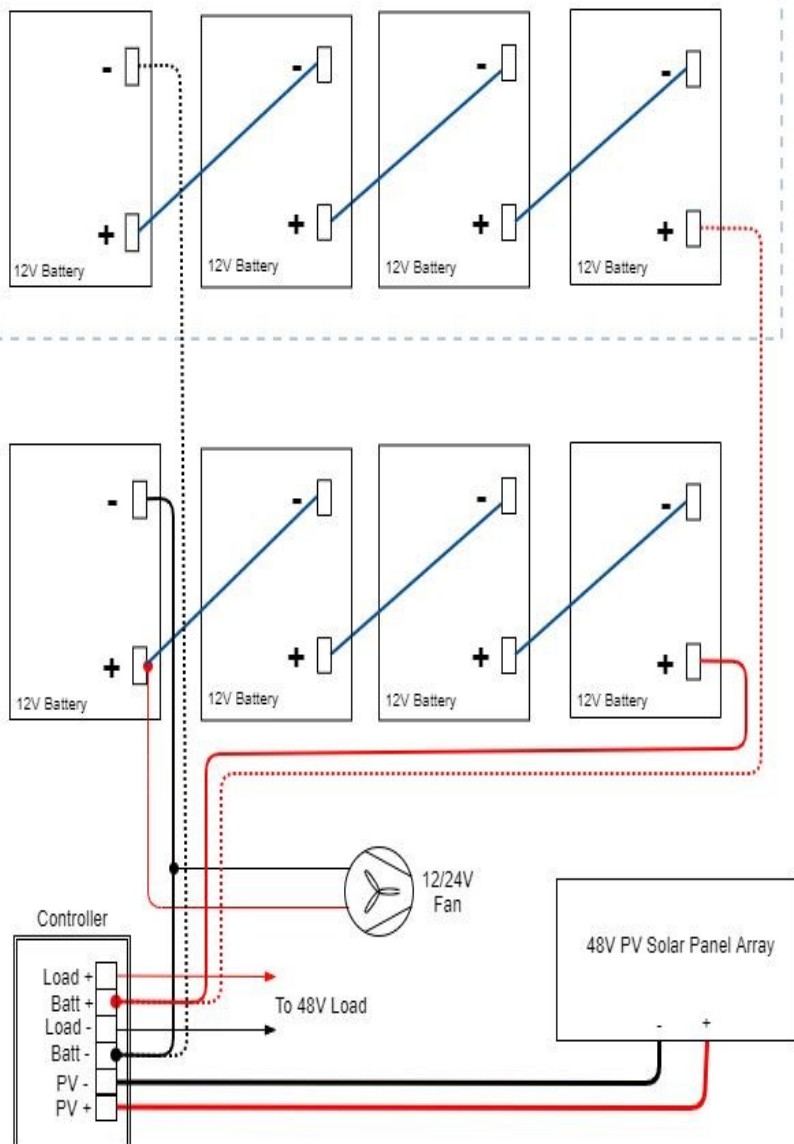 -
-
-
-
+
+
+
+
12V Battery
12V Battery
12V Battery
12V Battery
-
-
-
-
+
+
+
+
12V Battery
12V Battery
12V Battery
12V Battery
12/24V
Fan
Controller
48V PV Solar Panel Array
Load +
Batt +
To 48V Load
Load -
- +
Batt -
PV -
PV +